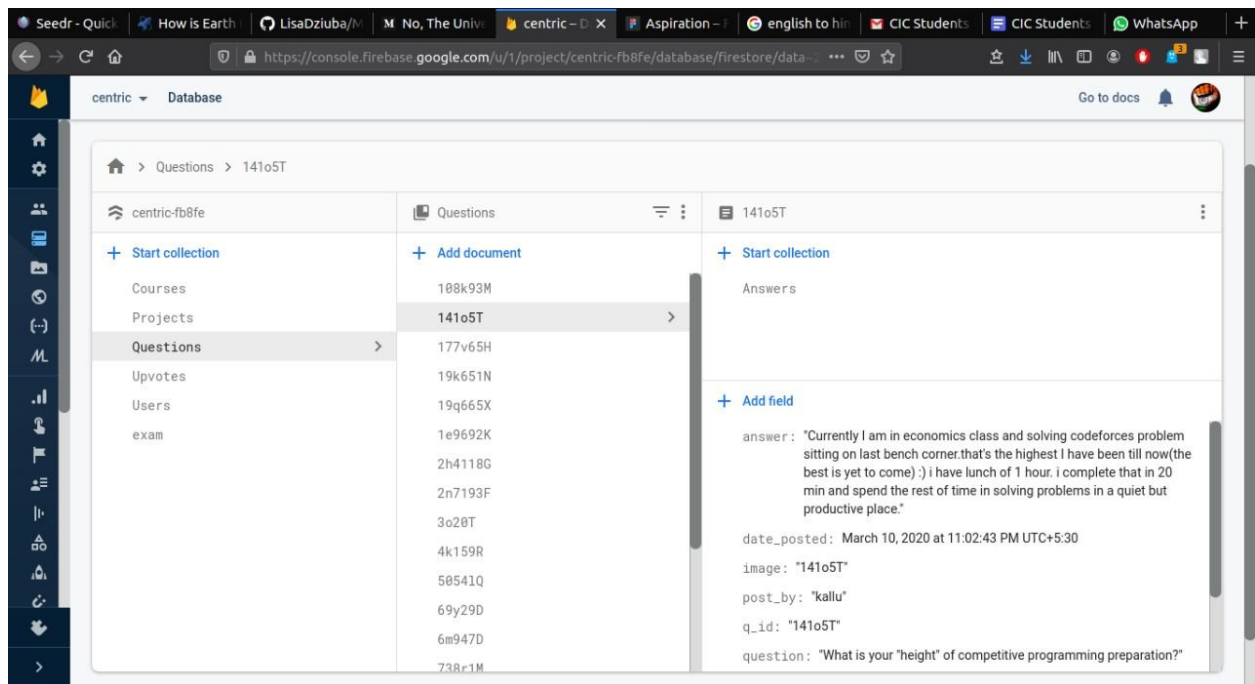 Seedr - Quick
How is Earth
LisaDziuba/M
No, The Unive
centric – D
Aspiration – F
english to hin
CIC Students
CIC Students
WhatsApp
https://console.firebase.google.com/u/1/project/centric-fb8fe/database/firestore/data~2
3
centric Database Go to docs
> Questions > 141o5T
centric-fb8fe
+ Start collection
Courses
Projects
Questions
Upvotes
Users
exam
Questions
+ Add document
108k93M
141o5T
177v65H
19k651N
19q665X
1e9692K
2h4118G
2n7193F
3o20T
4k159R
50541Q
69y29D
6m947D
738r1M
141o5T
+ Start collection
Answers
+ Add field
answer: "Currently I am in economics class and solving codeforces problem
sitting on last bench corner.that's the highest I have been till now(the
best is yet to come) :) i have lunch of 1 hour. i complete that in 20
min and spend the rest of time in solving problems in a quiet but
productive place."
date_posted: March 10, 2020 at 11:02:43 PM UTC+5:30
image: "141o5T"
post_by: "kallu"
q_id: "141o5T"
question: "What is your "height" of competitive programming preparation?"